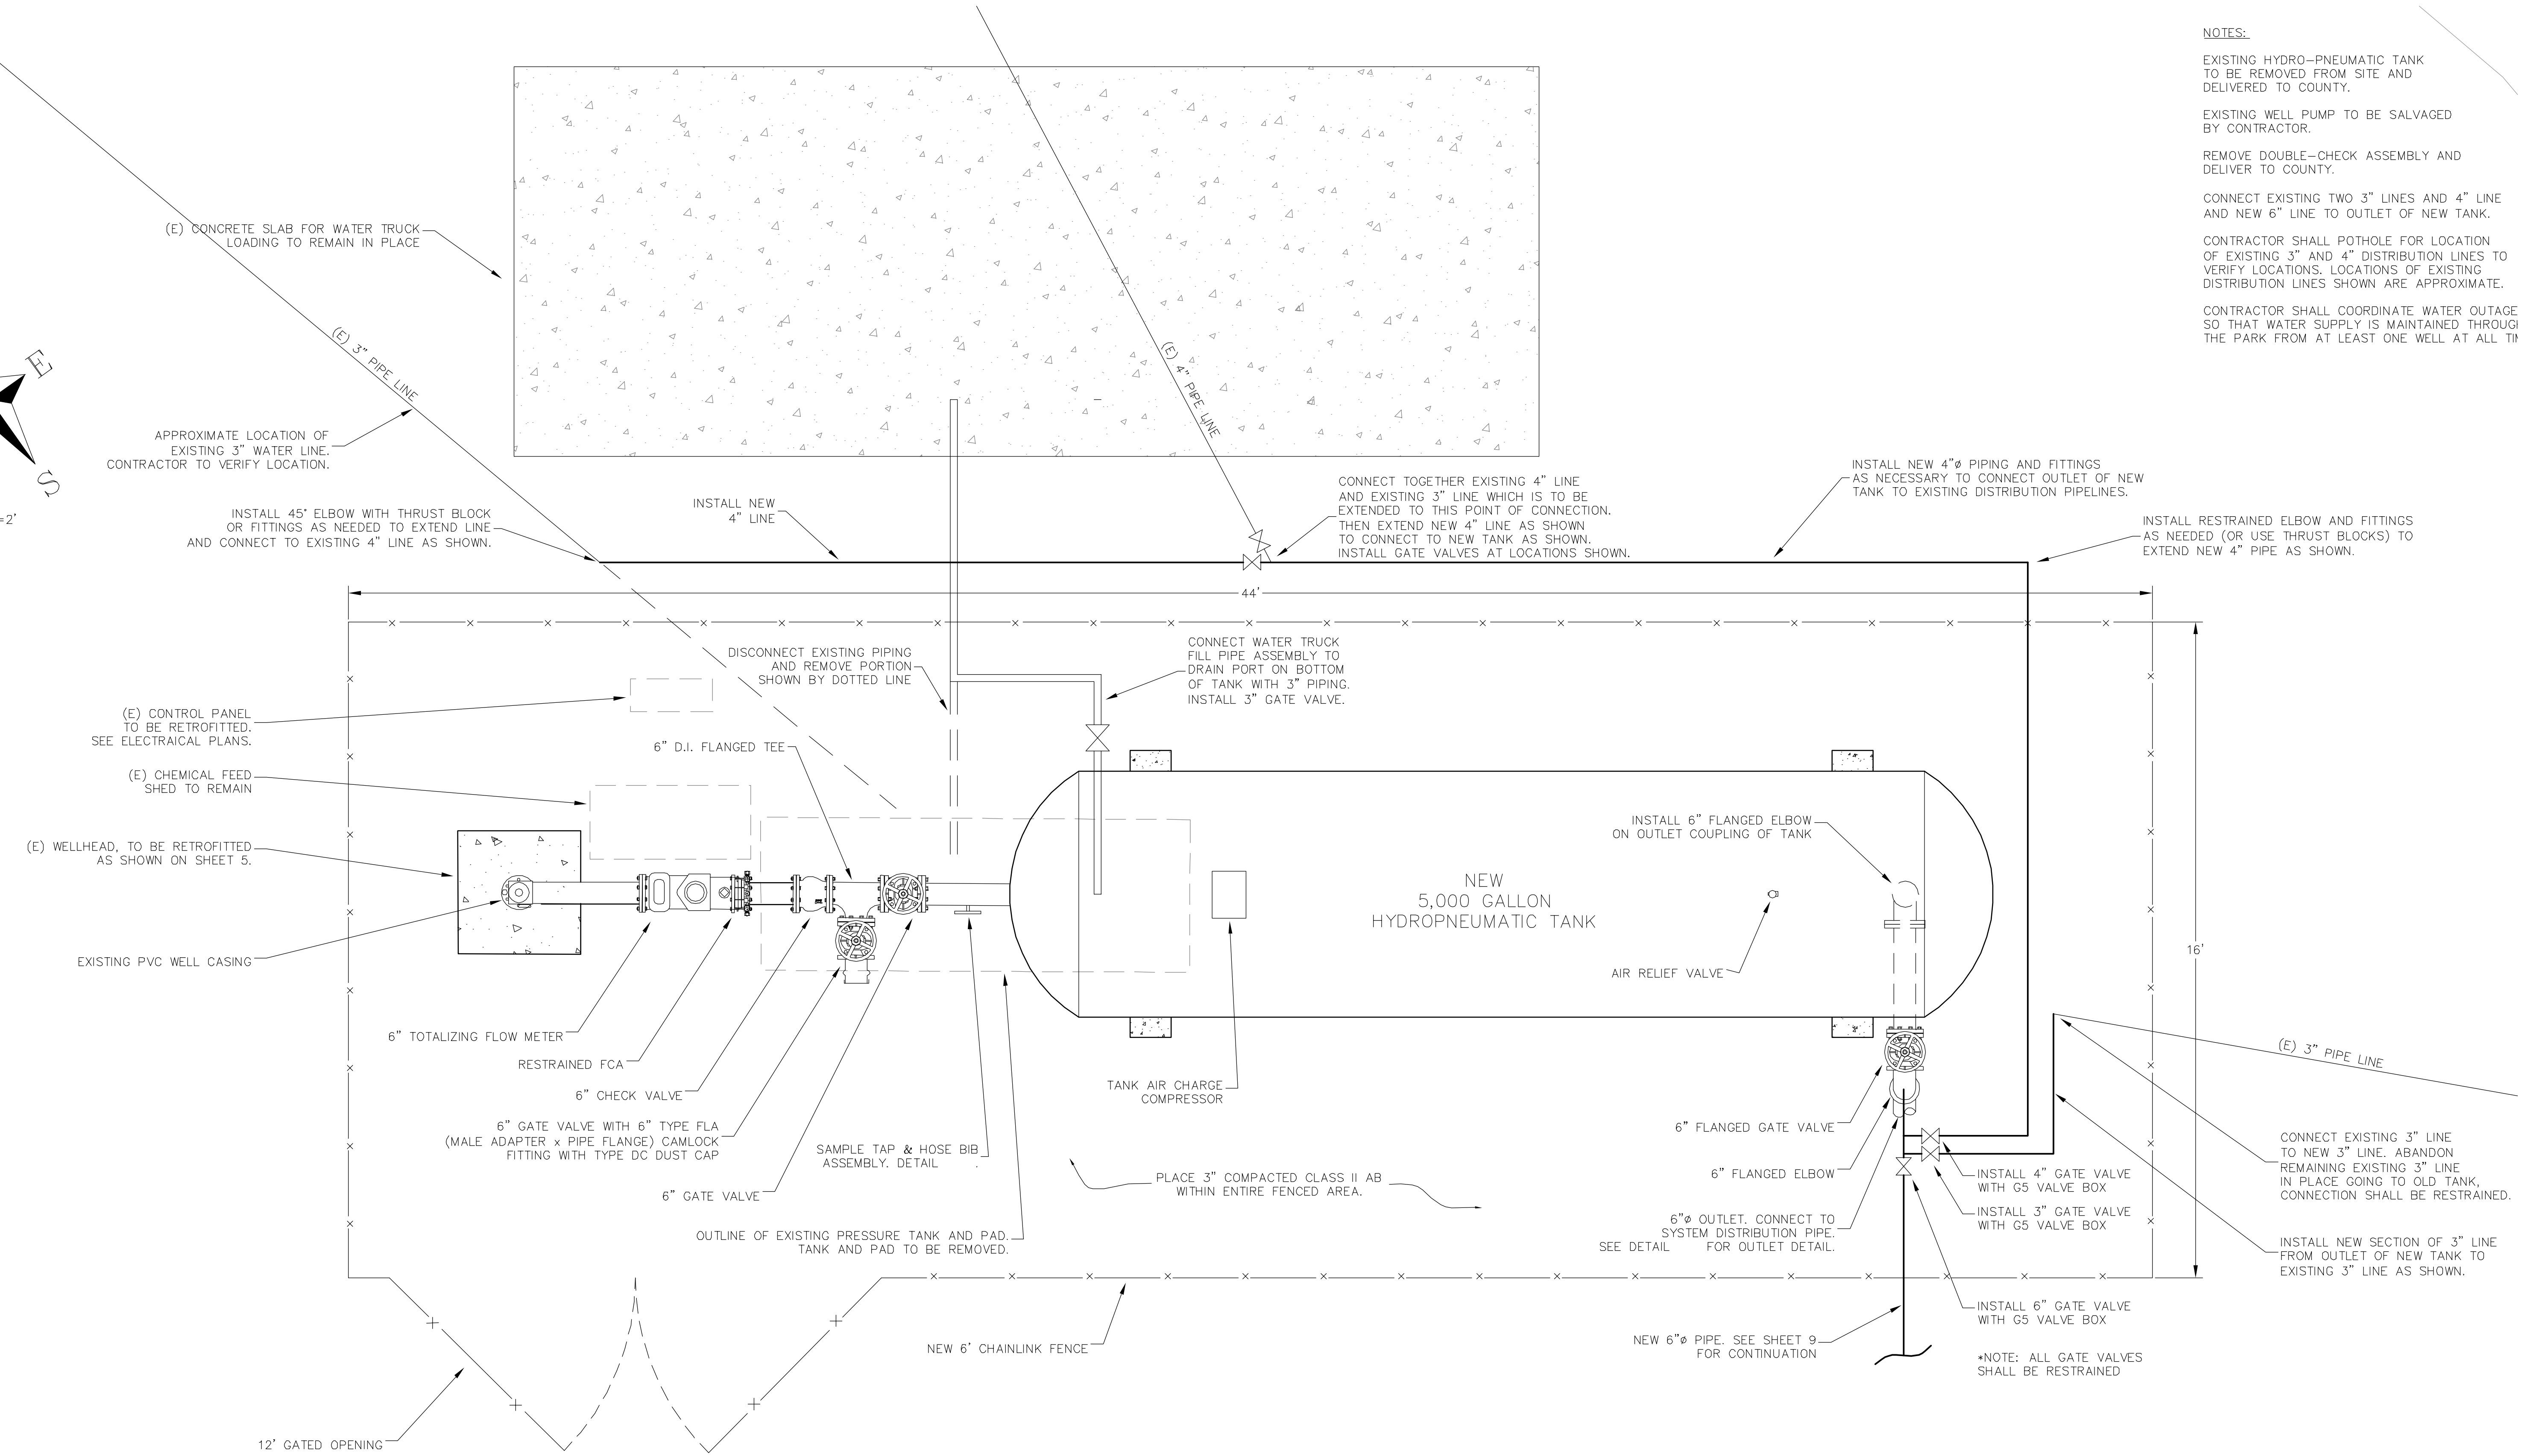 NOTES:
EXISTING HYDRO-PNEUMATIC TANK
TO BE REMOVED FROM SITE AND
DELIVERED TO COUNTY.
EXISTING WELL PUMP TO BE SALVAGED
BY CONTRACTOR.
REMOVE DOUBLE-CHECK ASSEMBLY AND
DELIVER TO COUNTY.
CONNECT EXISTING TWO 3" LINES AND 4" LINE
AND NEW 6" LINE TO OUTLET OF NEW TANK.
CONTRACTOR SHALL POTHOLE FOR LOCATION
OF EXISTING 3" AND 4" DISTRIBUTION LINES TO
VERIFY LOCATIONS. LOCATIONS OF EXISTING
DISTRIBUTION LINES SHOWN ARE APPROXIMATE.
CONTRACTOR SHALL COORDINATE WATER OUTAGE
SO THAT WATER SUPPLY IS MAINTAINED
THE PARK FROM AT LEAST ONE WELL AT ALL
(E) CONCRETE SLAB FOR WATER TRUCK
LOADING TO REMAIN IN PLACE
(E) 3" PIPE LINE
(E) 4" PIPE LINE
E
S
=2'
APPROXIMATE LOCATION OF
EXISTING 3" WATER LINE.
CONTRACTOR TO VERIFY LOCATION.
INSTALL 45° ELBOW WITH THRUST BLOCK
OR FITTINGS AS NEEDED TO EXTEND LINE
AND CONNECT TO EXISTING 4" LINE AS SHOWN.
INSTALL NEW
4" LINE
CONNECT TOGETHER EXISTING 4" LINE
AND EXISTING 3" LINE WHICH IS TO BE
EXTENDED TO THIS POINT OF CONNECTION.
THEN EXTEND NEW 4" LINE AS SHOWN
TO CONNECT TO NEW TANK AS SHOWN.
INSTALL GATE VALVES AT LOCATIONS SHOWN.
INSTALL NEW 4"ø PIPING AND FITTINGS
AS NECESSARY TO CONNECT OUTLET OF NEW
TANK TO EXISTING DISTRIBUTION PIPELINES.
INSTALL RESTRAINED ELBOW AND FITTINGS
AS NEEDED (OR USE THRUST BLOCKS) TO
EXTEND NEW 4" PIPE AS SHOWN.
44'
DISCONNECT EXISTING PIPING
AND REMOVE PORTION
SHOWN BY DOTTED LINE
CONNECT WATER TRUCK
FILL PIPE ASSEMBLY TO
DRAIN PORT ON BOTTOM
OF TANK WITH 3" PIPING.
INSTALL 3" GATE VALVE.
(E) CONTROL PANEL
TO BE RETROFITTED.
SEE ELECTRAICAL PLANS.
6" D.I. FLANGED TEE
(E) CHEMICAL FEED
SHED TO REMAIN
(E) WELLHEAD, TO BE RETROFITTED
AS SHOWN ON SHEET 5.
INSTALL 6" FLANGED ELBOW
ON OUTLET COUPLING OF TANK
NEW
5,000 GALLON
HYDROPNEUMATIC TANK
EXISTING PVC WELL CASING
AIR RELIEF VALVE
16'
6" TOTALIZING FLOW METER
RESTRAINED FCA
6" CHECK VALVE
6" GATE VALVE WITH 6" TYPE FLA
(MALE ADAPTER x PIPE FLANGE) CAMLOCK
FITTING WITH TYPE DC DUST CAP
6" GATE VALVE
SAMPLE TAP & HOSE BIB
ASSEMBLY. DETAIL .
TANK AIR CHARGE
COMPRESSOR
OUTLINE OF EXISTING PRESSURE TANK AND PAD.
TANK AND PAD TO BE REMOVED.
PLACE 3" COMPACTED CLASS II AB
WITHIN ENTIRE FENCED AREA.
6" FLANGED GATE VALVE
6" FLANGED ELBOW
6"ø OUTLET. CONNECT TO
SYSTEM DISTRIBUTION PIPE.
SEE DETAIL FOR OUTLET DETAIL.
(E) 3" PIPE LINE
INSTALL 4" GATE VALVE
WITH G5 VALVE BOX
INSTALL 3" GATE VALVE
WITH G5 VALVE BOX
CONNECT EXISTING 3" LINE
TO NEW 3" LINE. ABANDON
REMAINING EXISTING 3" LINE
IN PLACE GOING TO OLD TANK,
CONNECTION SHALL BE RESTRAINED.
INSTALL NEW SECTION OF 3" LINE
FROM OUTLET OF NEW TANK TO
EXISTING 3" LINE AS SHOWN.
INSTALL 6" GATE VALVE
WITH G5 VALVE BOX
NEW 6' CHAINLINK FENCE
NEW 6"ø PIPE. SEE SHEET 9
FOR CONTINUATION
*NOTE: ALL GATE VALVES
SHALL BE RESTRAINED
12' GATED OPENING